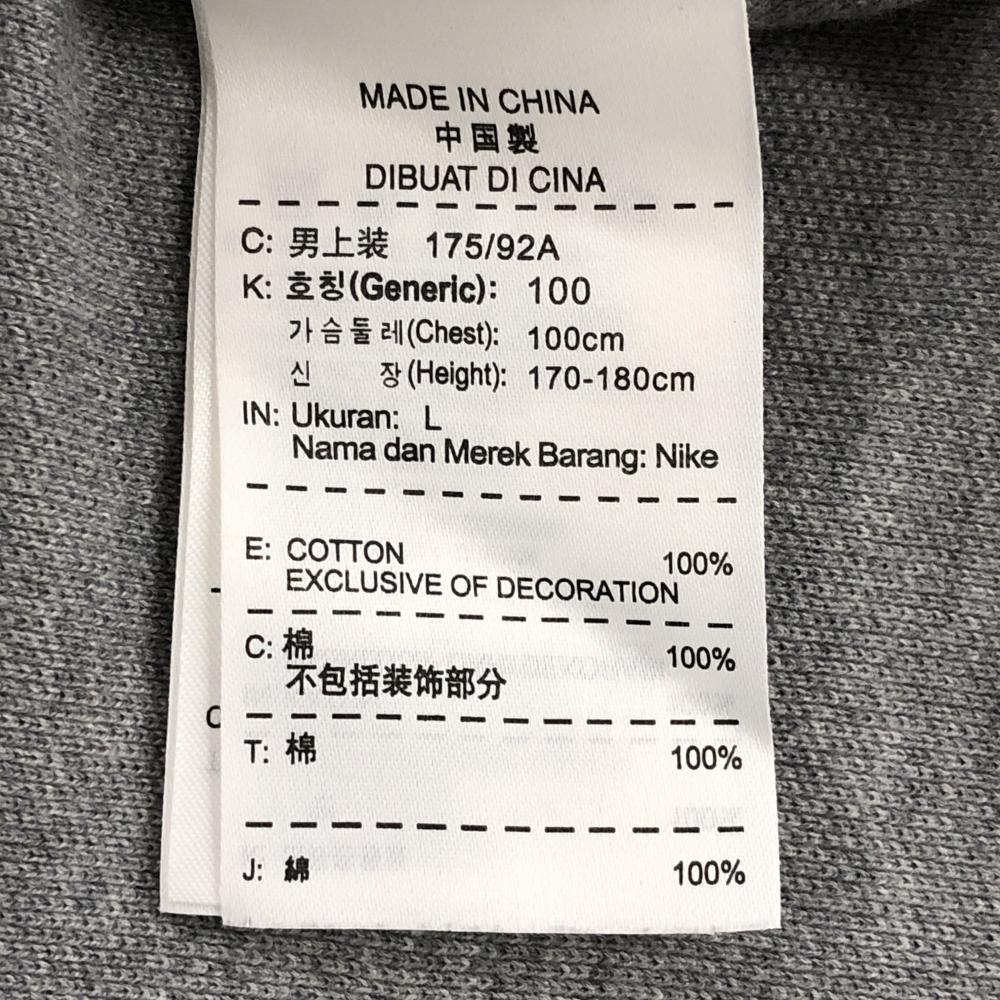 MADE IN CHINA
中国製
DIBUAT DI CINA
C: 男上装 175/92A
K: 호칭(Generic): 100
가슴둘레(Chest): 100cm
신 장(Height): 170-180cm
IN: Ukuran: L
Nama dan Merek Barang: Nike
E: COTTON 100%
EXCLUSIVE OF DECORATION
C: 棉 100%
不包括装饰部分
T: 棉 100%
J: 綿 100%